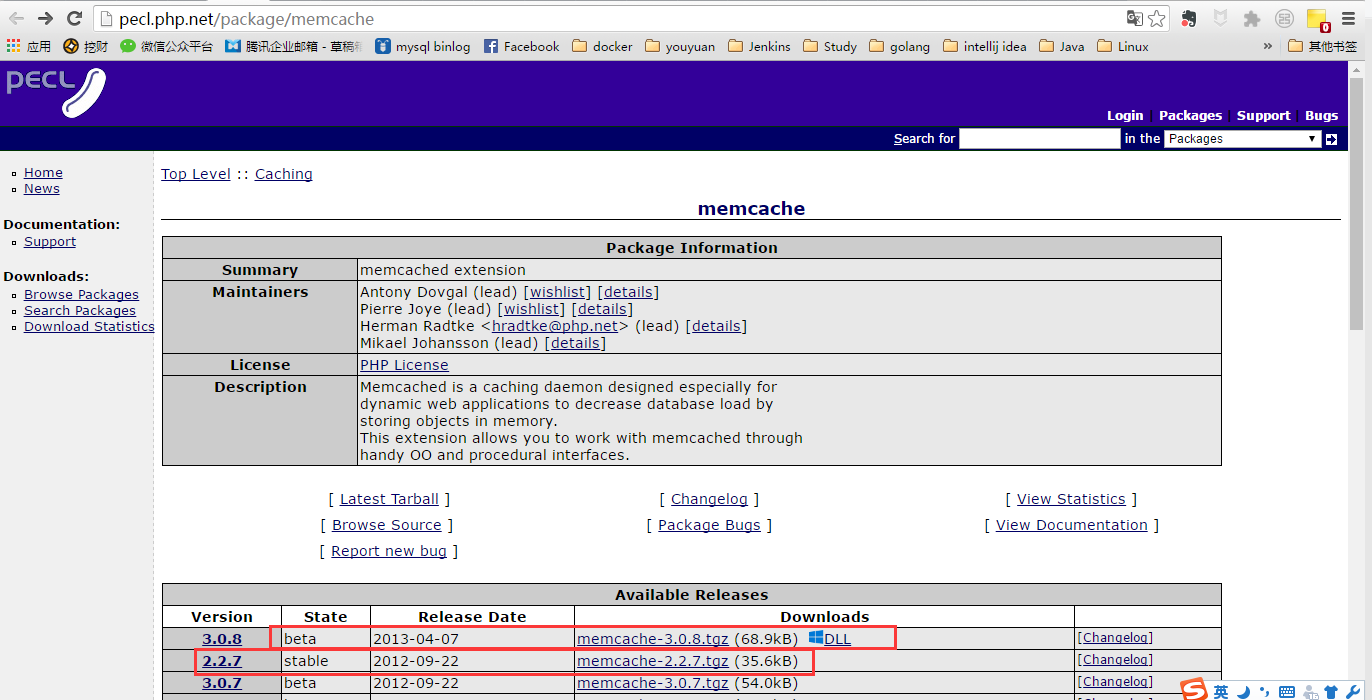 pecl.php.net/package/memcache
应用 挖财 微信公众平台 腾讯企业邮箱 - 草稿 mysql binlog Facebook docker youyuan Jenkins Study golang intellij idea Java Linux » 其他书签
PECL
Login | Packages | Support | Bugs
Search for in the Packages
Home
News
Documentation:
Support
Downloads:
Browse Packages
Search Packages
Download Statistics
Top Level :: Caching
memcache
Package Information
Summary memcached extension
Maintainers Antony Dovgal (lead) [wishlist] [details]
Pierre Joye (lead) [wishlist] [details]
Herman Radtke <hradtke@php.net> (lead) [details]
Mikael Johansson (lead) [details]
License PHP License
Description Memcached is a caching daemon designed especially for
dynamic web applications to decrease database load by
storing objects in memory.
This extension allows you to work with memcached through
handy OO and procedural interfaces.
[ Latest Tarball ] [ Changelog ] [ View Statistics ]
[ Browse Source ] [ Package Bugs ] [ View Documentation ]
[ Report new bug ]
Available Releases
Version State Release Date Downloads
3.0.8 beta 2013-04-07 memcache-3.0.8.tgz (68.9kB) DLL [Changelog]
2.2.7 stable 2012-09-22 memcache-2.2.7.tgz (35.6kB) [Changelog]
3.0.7 beta 2012-09-22 memcache-3.0.7.tgz (54.0kB) [Changelog]
S 英